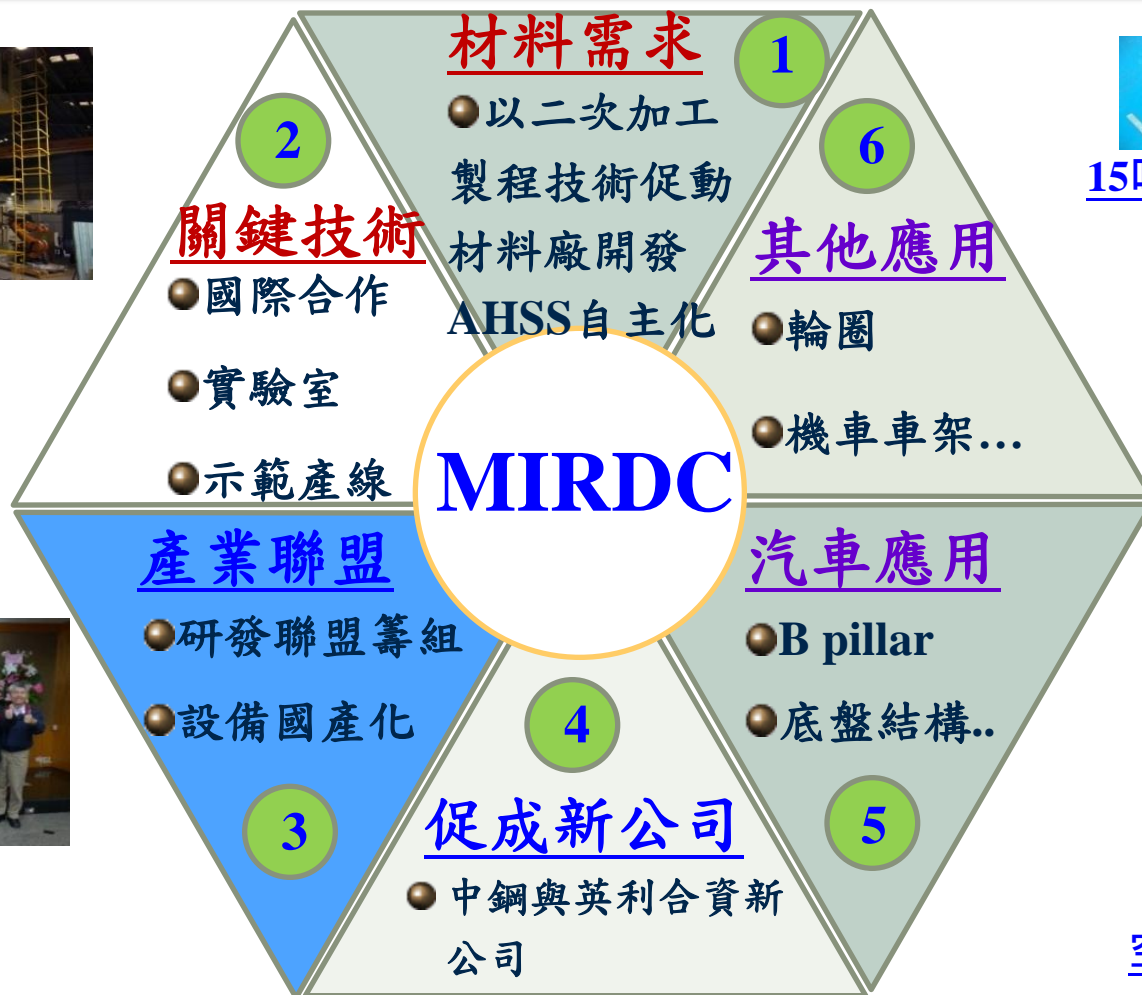 材料需求
1
以二次加工
製程技術促動
材料廠開發
AHSS自主化
2
關鍵技術
國際合作
實驗室
示範產線
產業聯盟
研發聯盟籌組
設備國產化
3
4
促成新公司
中鋼與英利合資新
公司
汽車應用
B pillar
底盤結構..
5
6
其他應用
輪圈
機車車架...
MIRDC
15